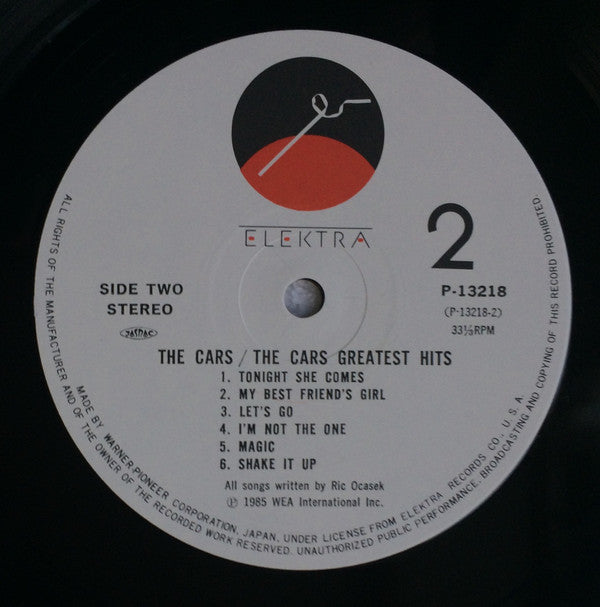 ELEKTRA
2
SIDE TWO
STEREO
JASRAC
P-13218
(P-13218-2)
33⅓RPM
THE CARS / THE CARS GREATEST HITS
1. TONIGHT SHE COMES
2. MY BEST FRIEND'S GIRL
3. LET'S GO
4. I'M NOT THE ONE
5. MAGIC
6. SHAKE IT UP
All songs written by Ric Ocasek
Ⓟ 1985 WEA International Inc.
MADE BY WARNER-PIONEER CORPORATION, JAPAN, UNDER LICENSE FROM ELEKTRA RECORDS CO., U.S.A.
ALL RIGHTS OF THE MANUFACTURER AND OF THE OWNER OF THE RECORDED WORK RESERVED. UNAUTHORIZED PUBLIC PERFORMANCE, BROADCASTING AND COPYING OF THIS RECORD PROHIBITED.